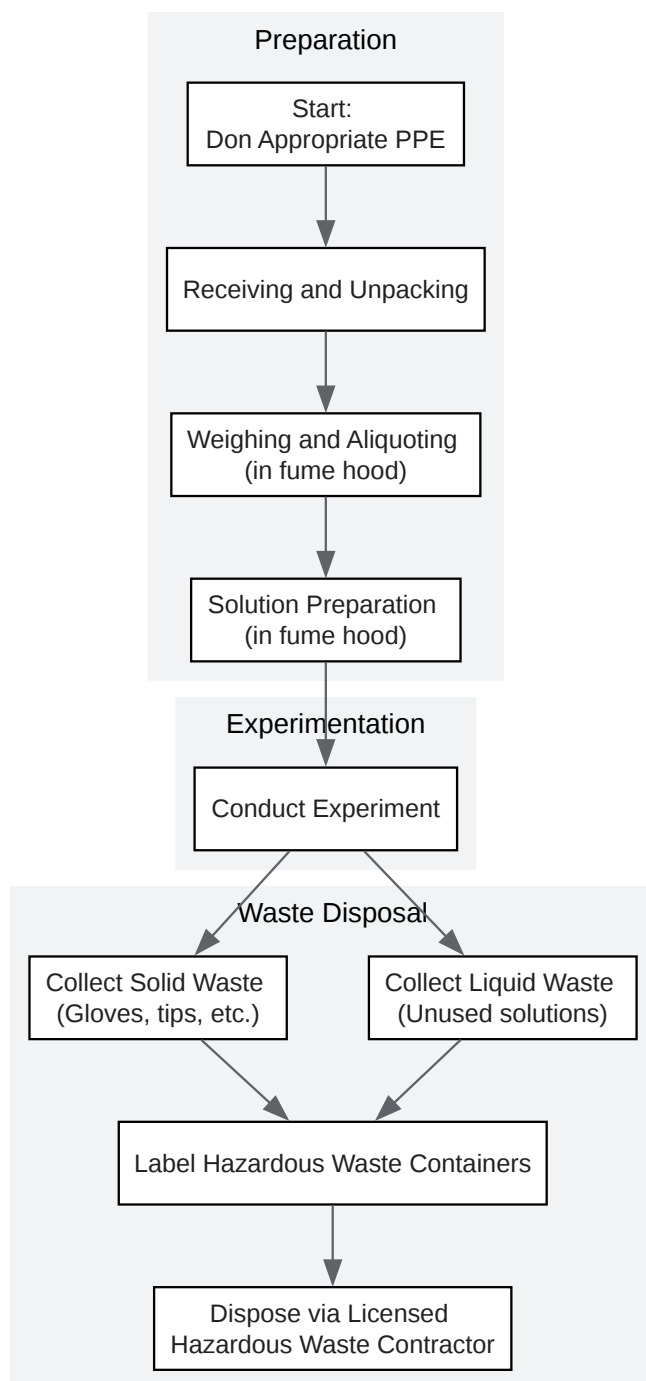 Preparation
Start:
Don Appropriate PPE
Receiving and Unpacking
Weighing and Aliquoting
(in fume hood)
Solution Preparation
(in fume hood)
Experimentation
Conduct Experiment
Waste Disposal
Collect Solid Waste
(Gloves, tips, etc.)
Collect Liquid Waste
(Unused solutions)
Label Hazardous Waste Containers
Dispose via Licensed
Hazardous Waste Contractor